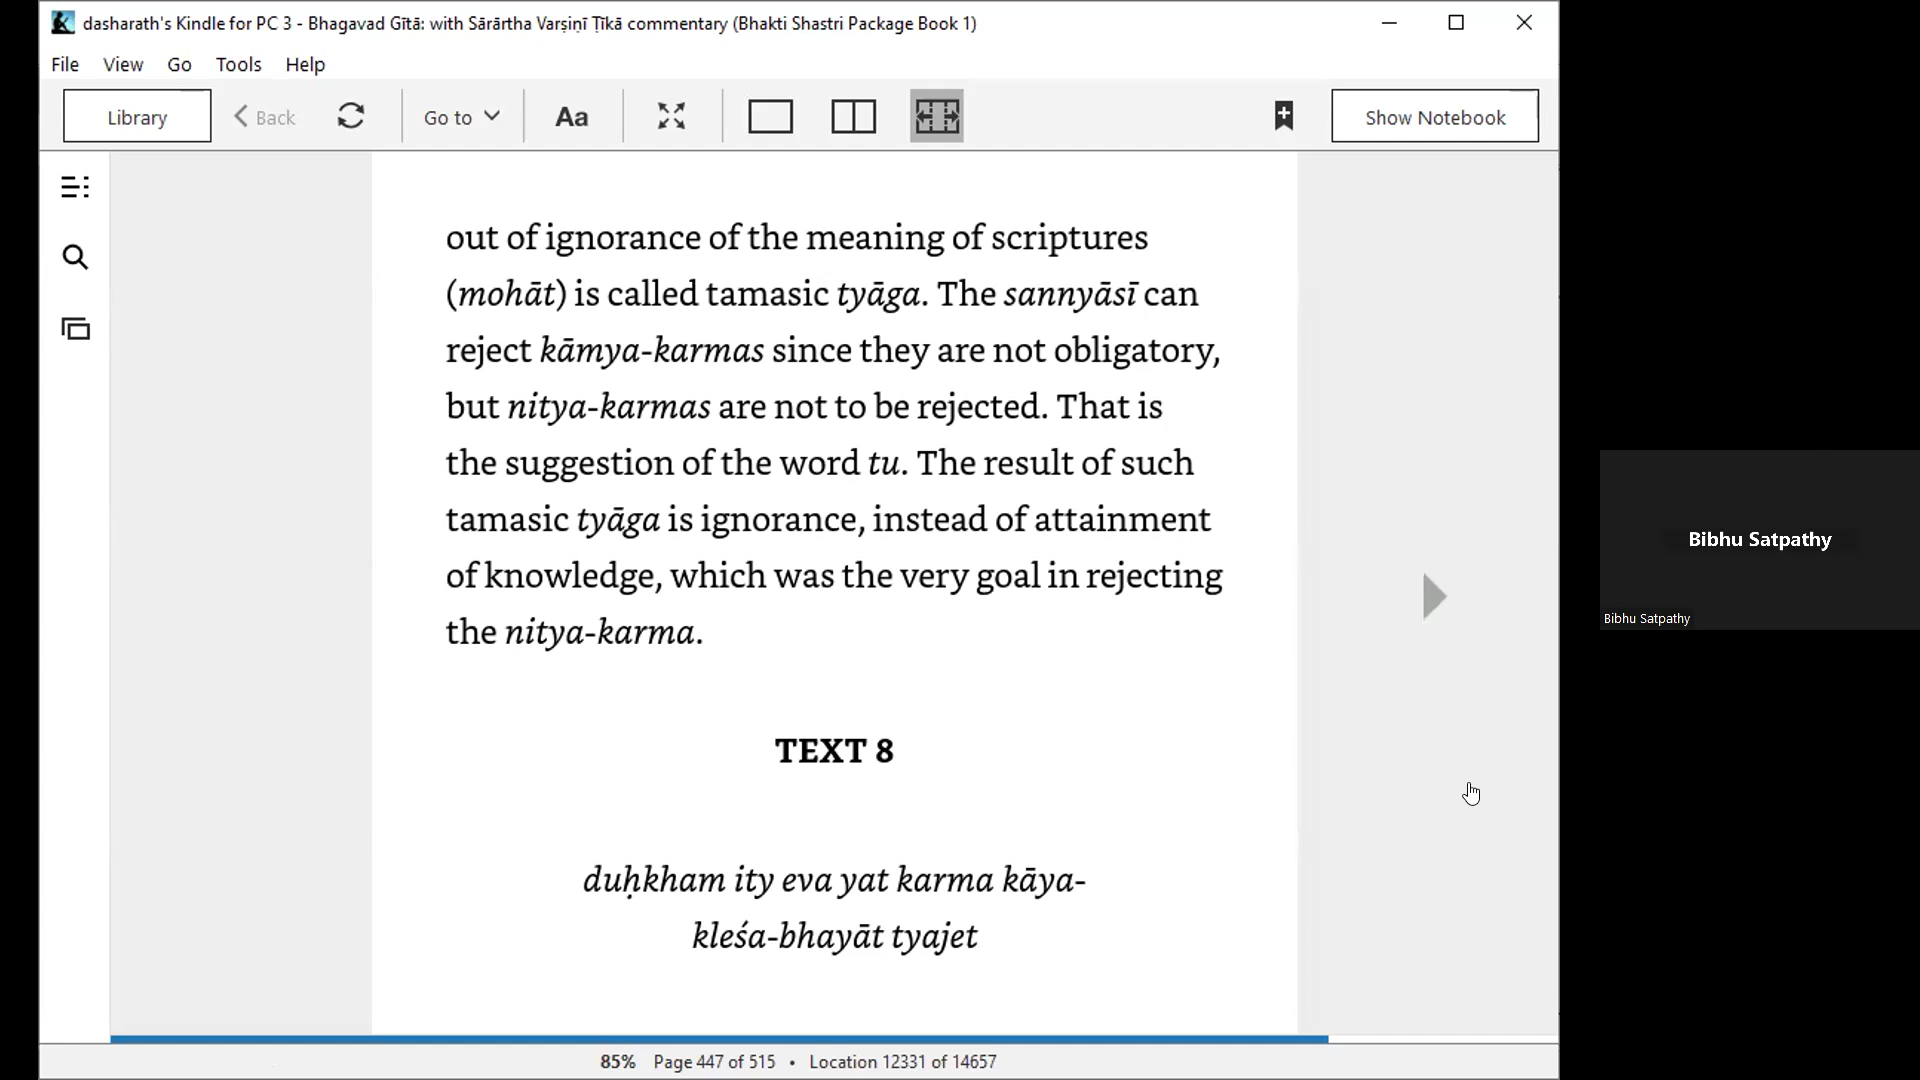 dasharath's Kindle for PC 3 - Bhagavad Gītā: with Sārārtha Varṣiṇī Ṭīkā commentary (Bhakti Shastri Package Book 1)
File View Go Tools Help
Library Back Go to Aa Show Notebook
out of ignorance of the meaning of scriptures
(mohāt) is called tamasic tyāga. The sannyāsī can
reject kāmya-karmas since they are not obligatory,
but nitya-karmas are not to be rejected. That is
the suggestion of the word tu. The result of such
tamasic tyāga is ignorance, instead of attainment
of knowledge, which was the very goal in rejecting
the nitya-karma.
TEXT 8
duḥkham ity eva yat karma kāya-
kleśa-bhayāt tyajet
85% Page 447 of 515 • Location 12331 of 14657
Bibhu Satpathy
Bibhu Satpathy